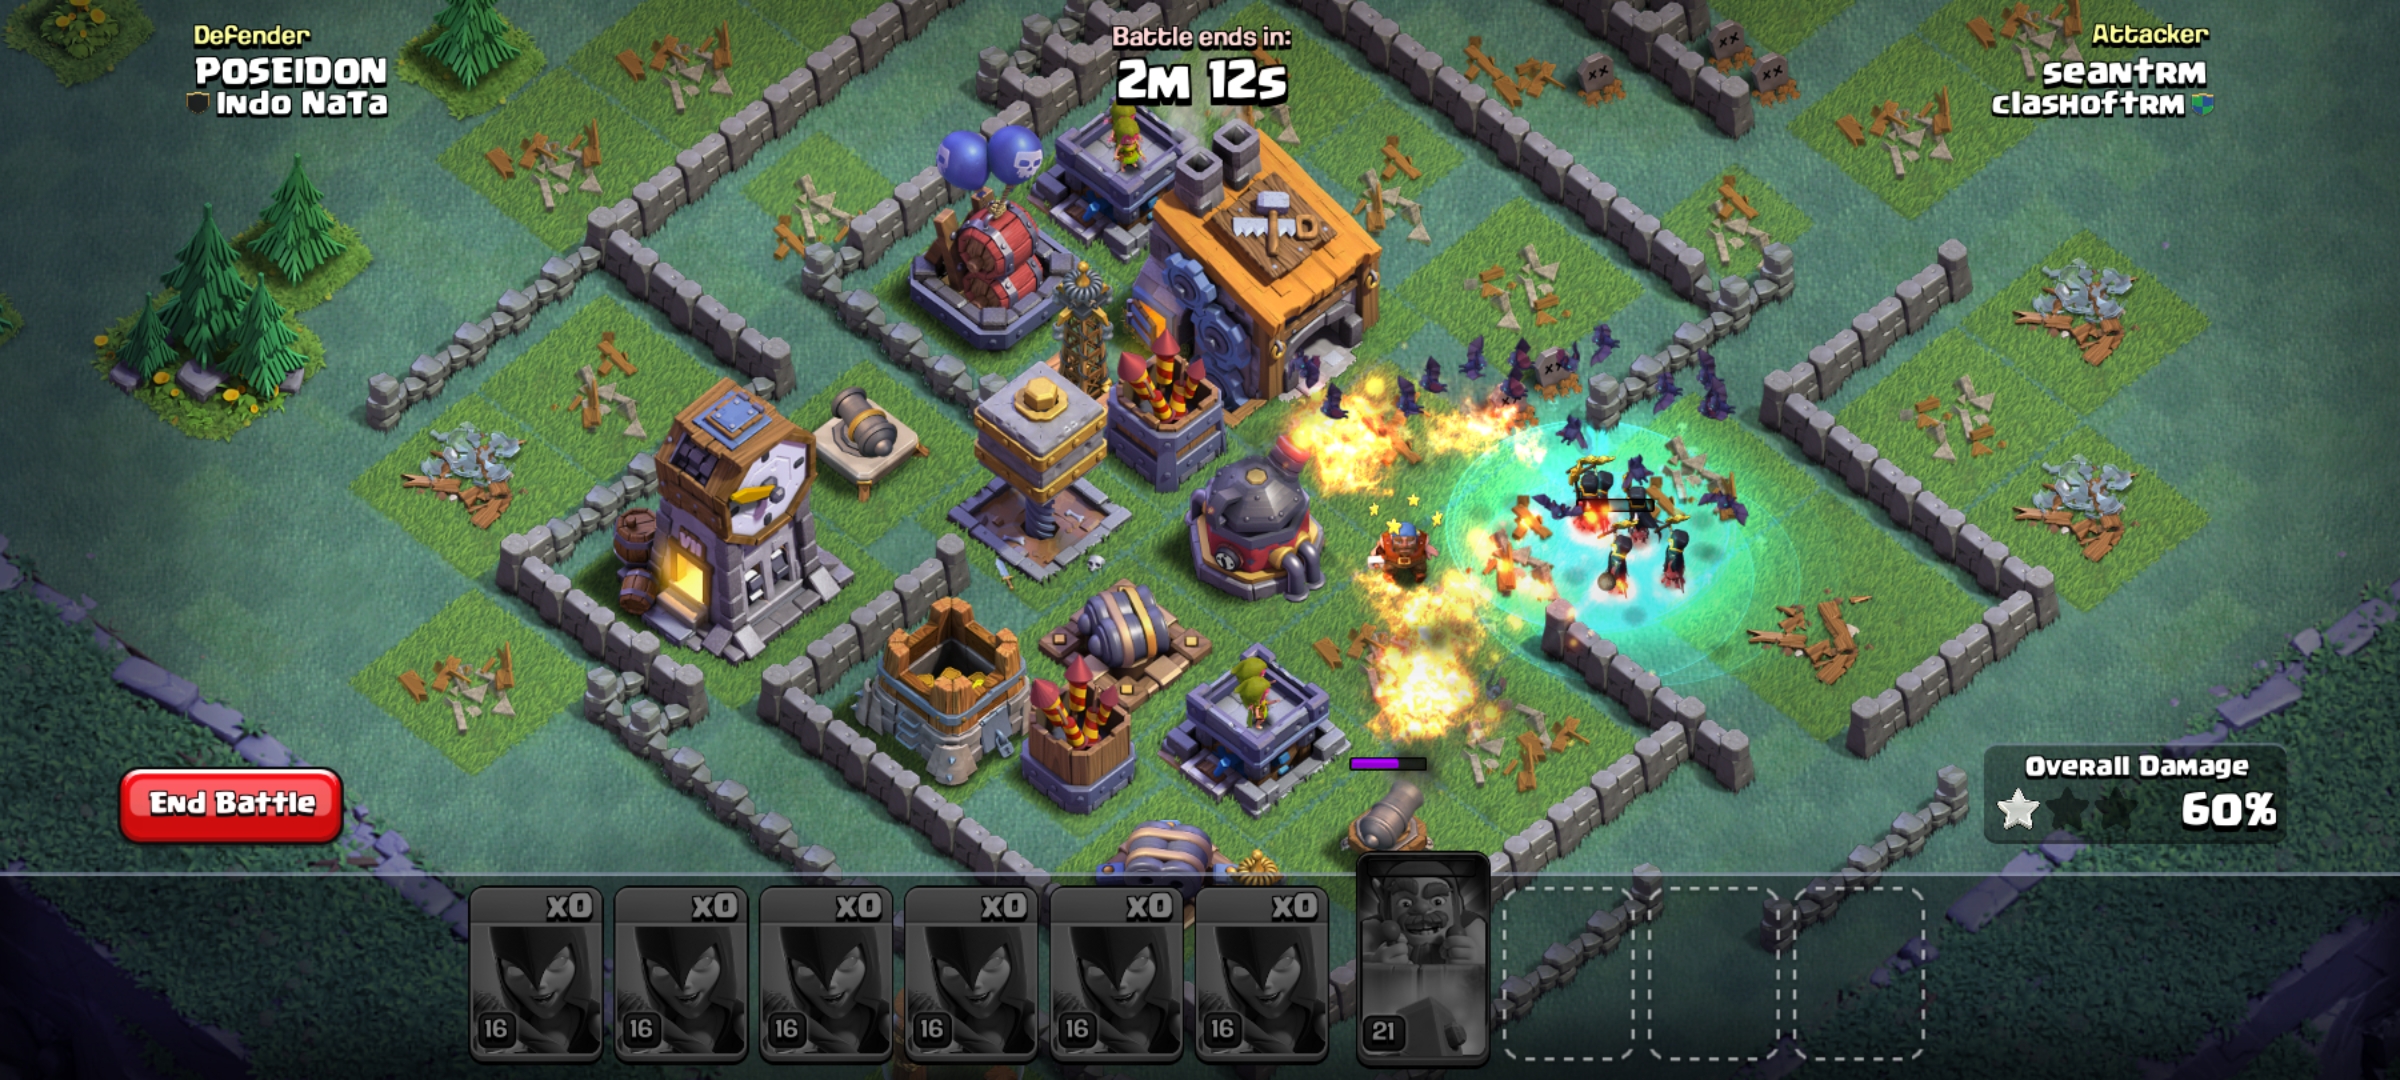 Defender
POSEIDON
Indo NaTa
Battle ends in:
2M 12s
Attacker
seantRM
clashoftRM
VII
End Battle
Overall Damage
60%
x0
x0
x0
x0
x0
x0
16
16
16
16
16
16
21